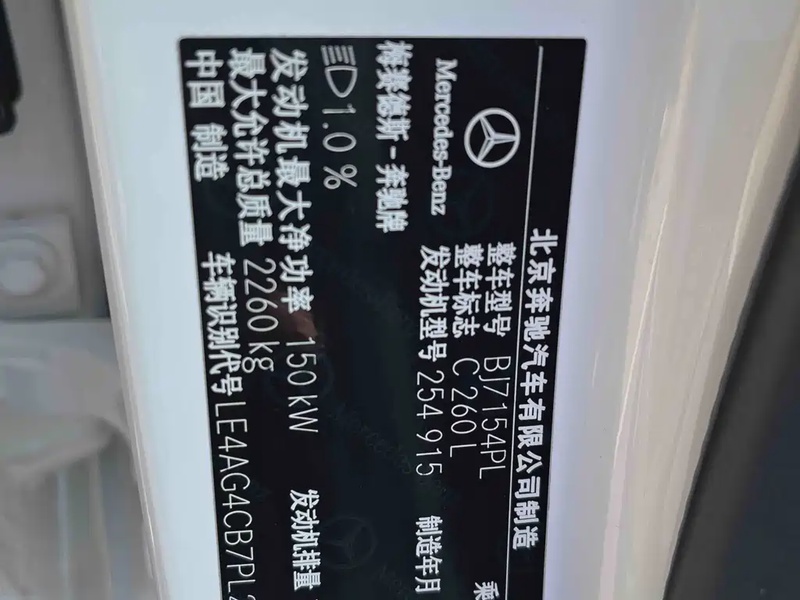 北京奔驰汽车有限公司制造
Mercedes-Benz
梅赛德斯-奔驰牌
整车型号 BJ7154PL 乘
整车标志 C 260 L
发动机型号 254 915 制造年月
1.0 %
发动机最大净功率 150 kW 发动机排量
最大允许总质量 2260 kg
中国 制造 车辆识别代号 LE4AG4CB7PL